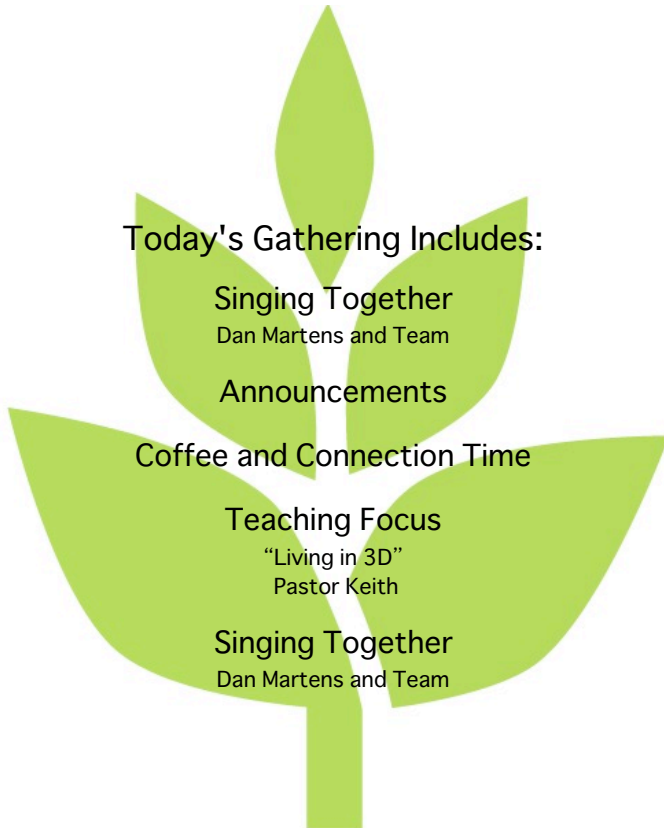 Today's Gathering Includes:
Singing Together
Dan Martens and Team
Announcements
Coffee and Connection Time
Teaching Focus
“Living in 3D”
Pastor Keith
Singing Together
Dan Martens and Team